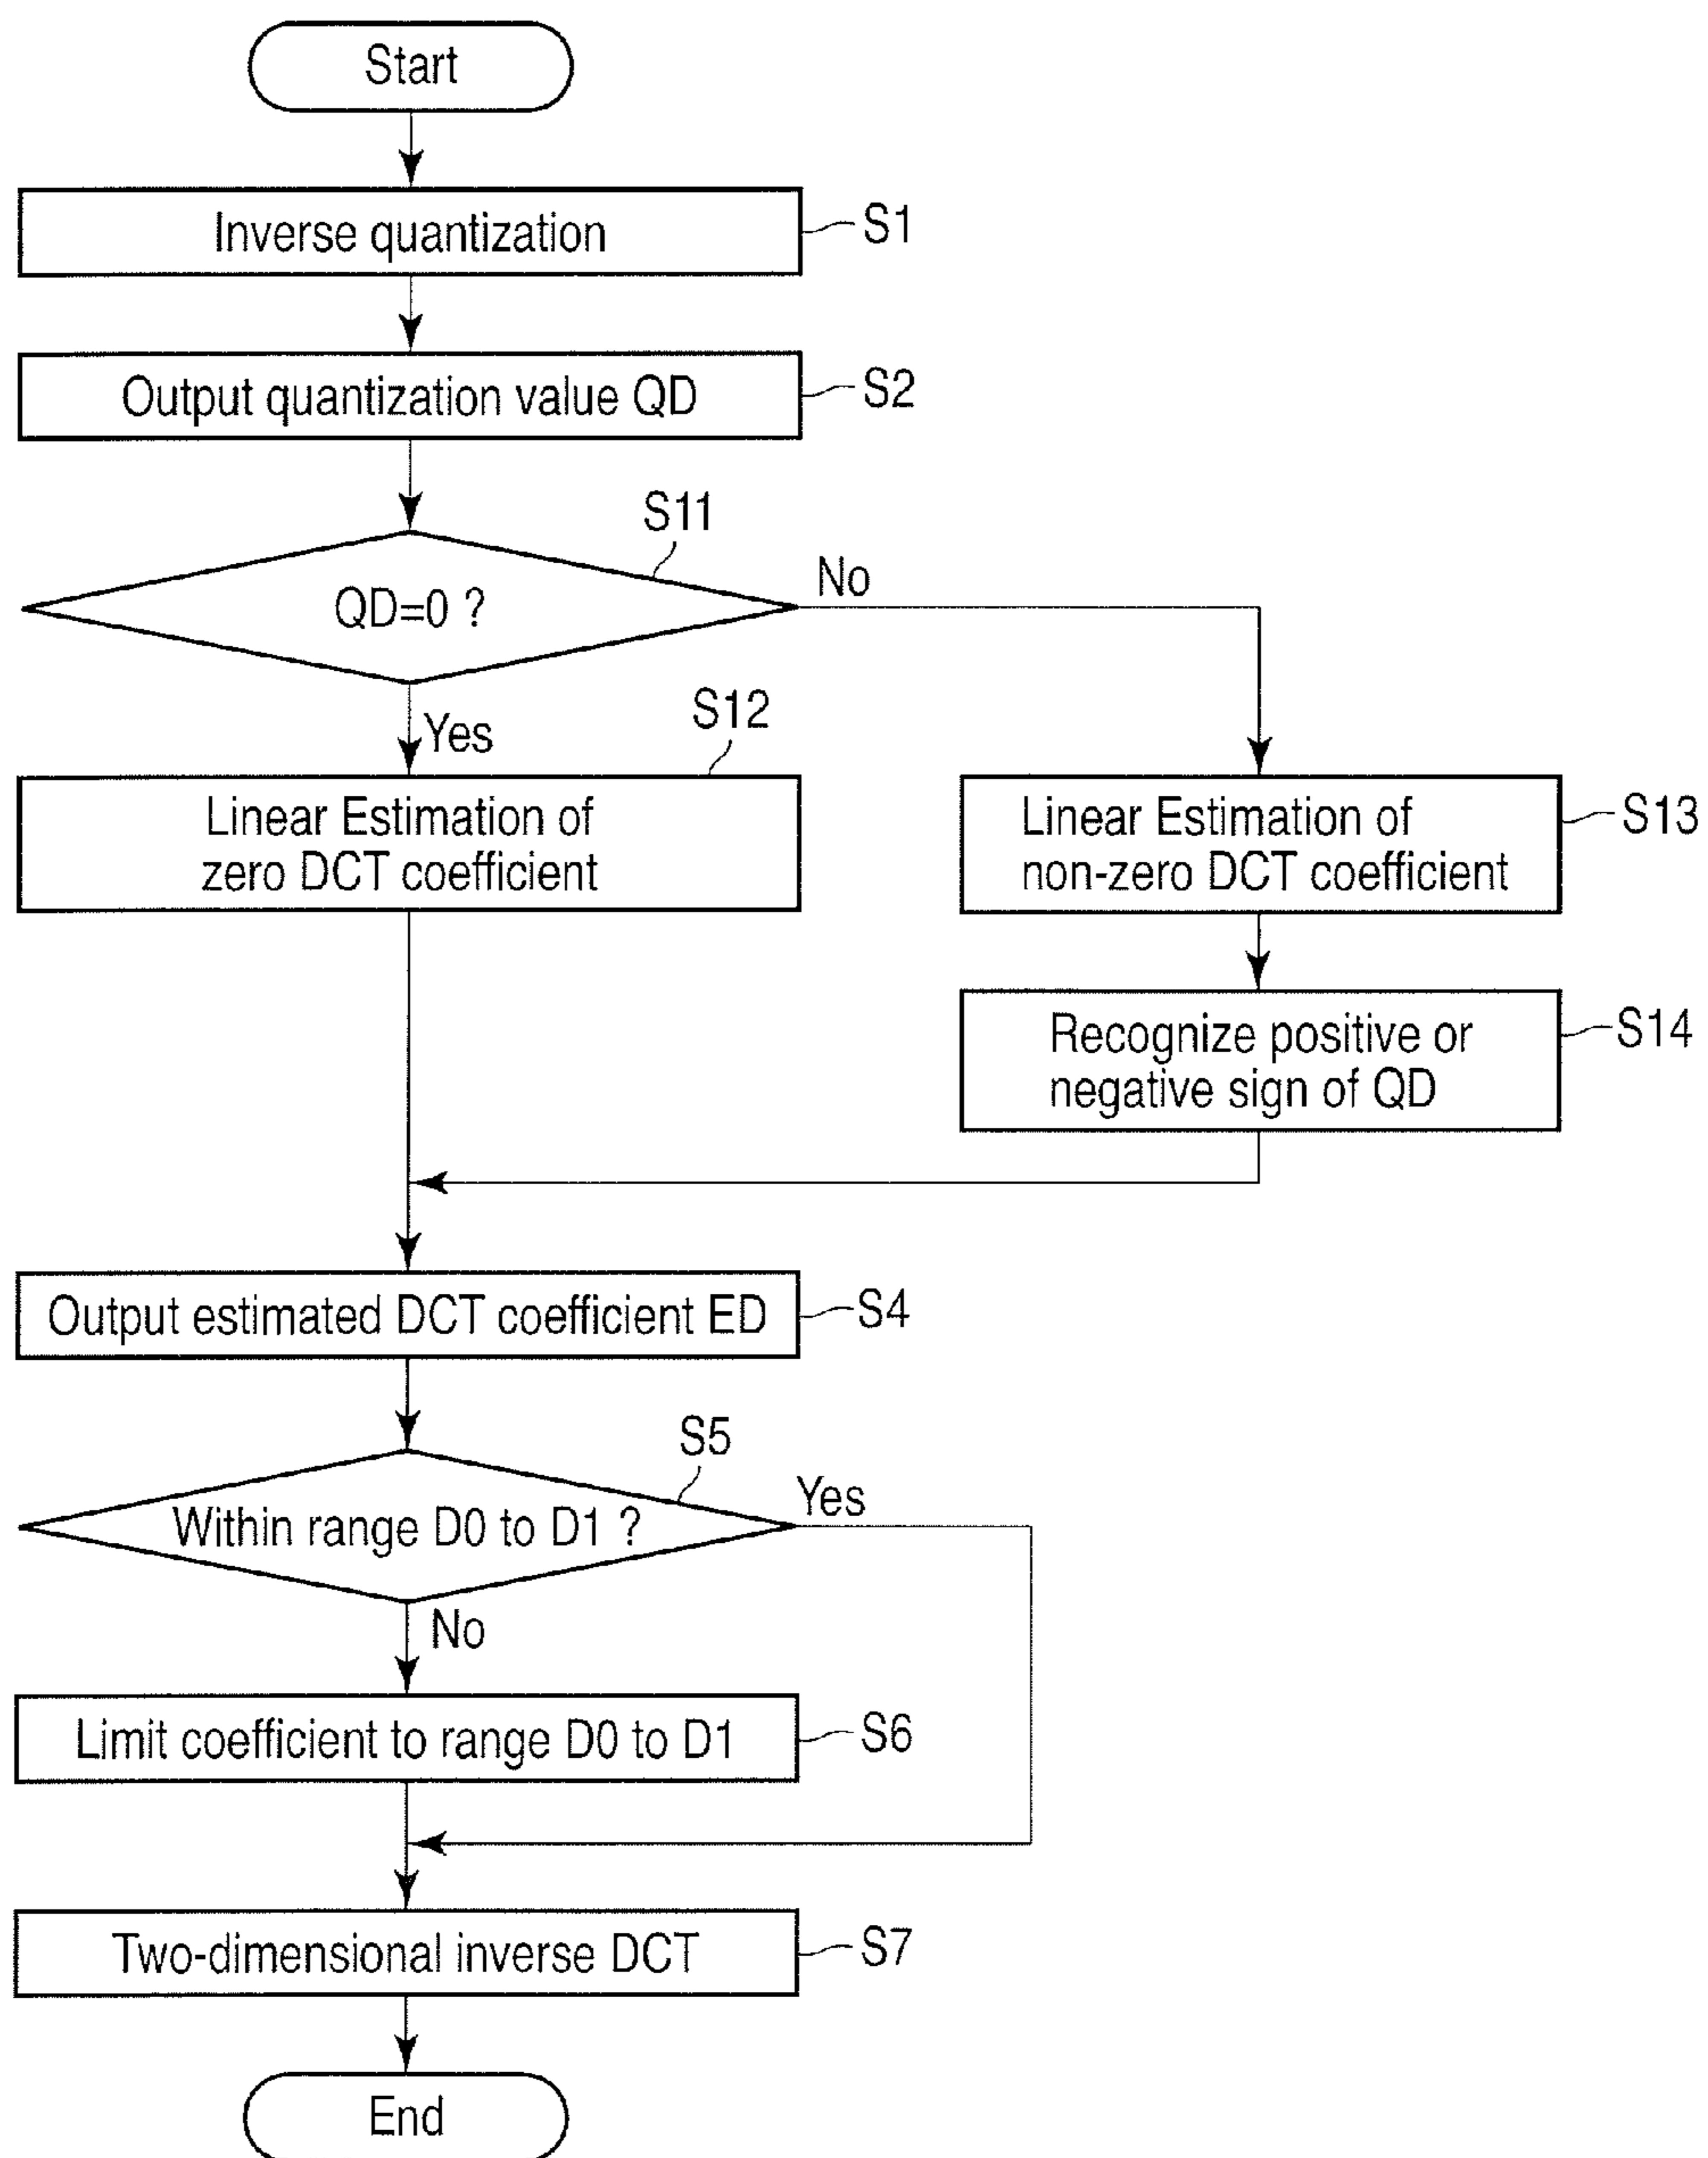 Start
Inverse quantization
S1
Output quantization value QD
S2
S11
QD=0 ?
No
Yes
S12
Linear Estimation of
zero DCT coefficient
Linear Estimation of
non-zero DCT coefficient
S13
Recognize positive or
negative sign of QD
S14
Output estimated DCT coefficient ED
S4
S5
Within range D0 to D1 ?
Yes
No
Limit coefficient to range D0 to D1
S6
Two-dimensional inverse DCT
S7
End